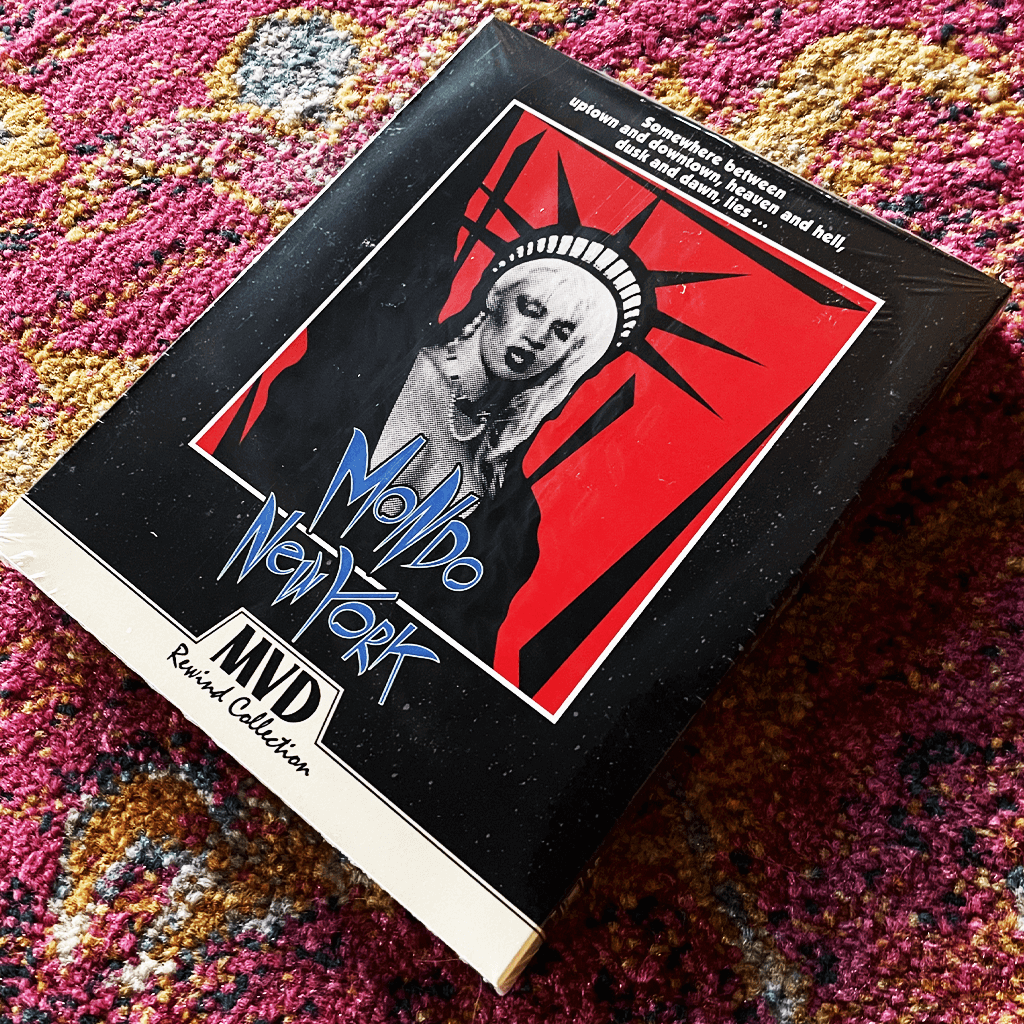 Somewhere between
uptown and downtown, heaven and hell,
dusk and dawn, lies ...
MONDO
NEW YORK
MVD
Rewind Collection